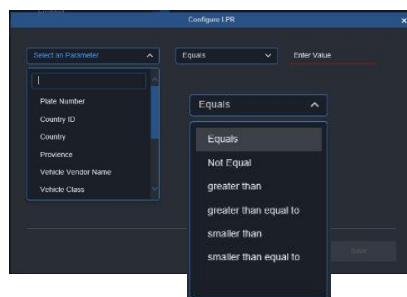 Configure LPR
x
Select an Parameter
Equals
Enter Value
Plate Number
Country ID
Country
Provience
Vehicle Vendor Name
Vehicle Class
Equals
Equals
Not Equal
greater than
greater than equal to
smaller than
smaller than equal to
Save